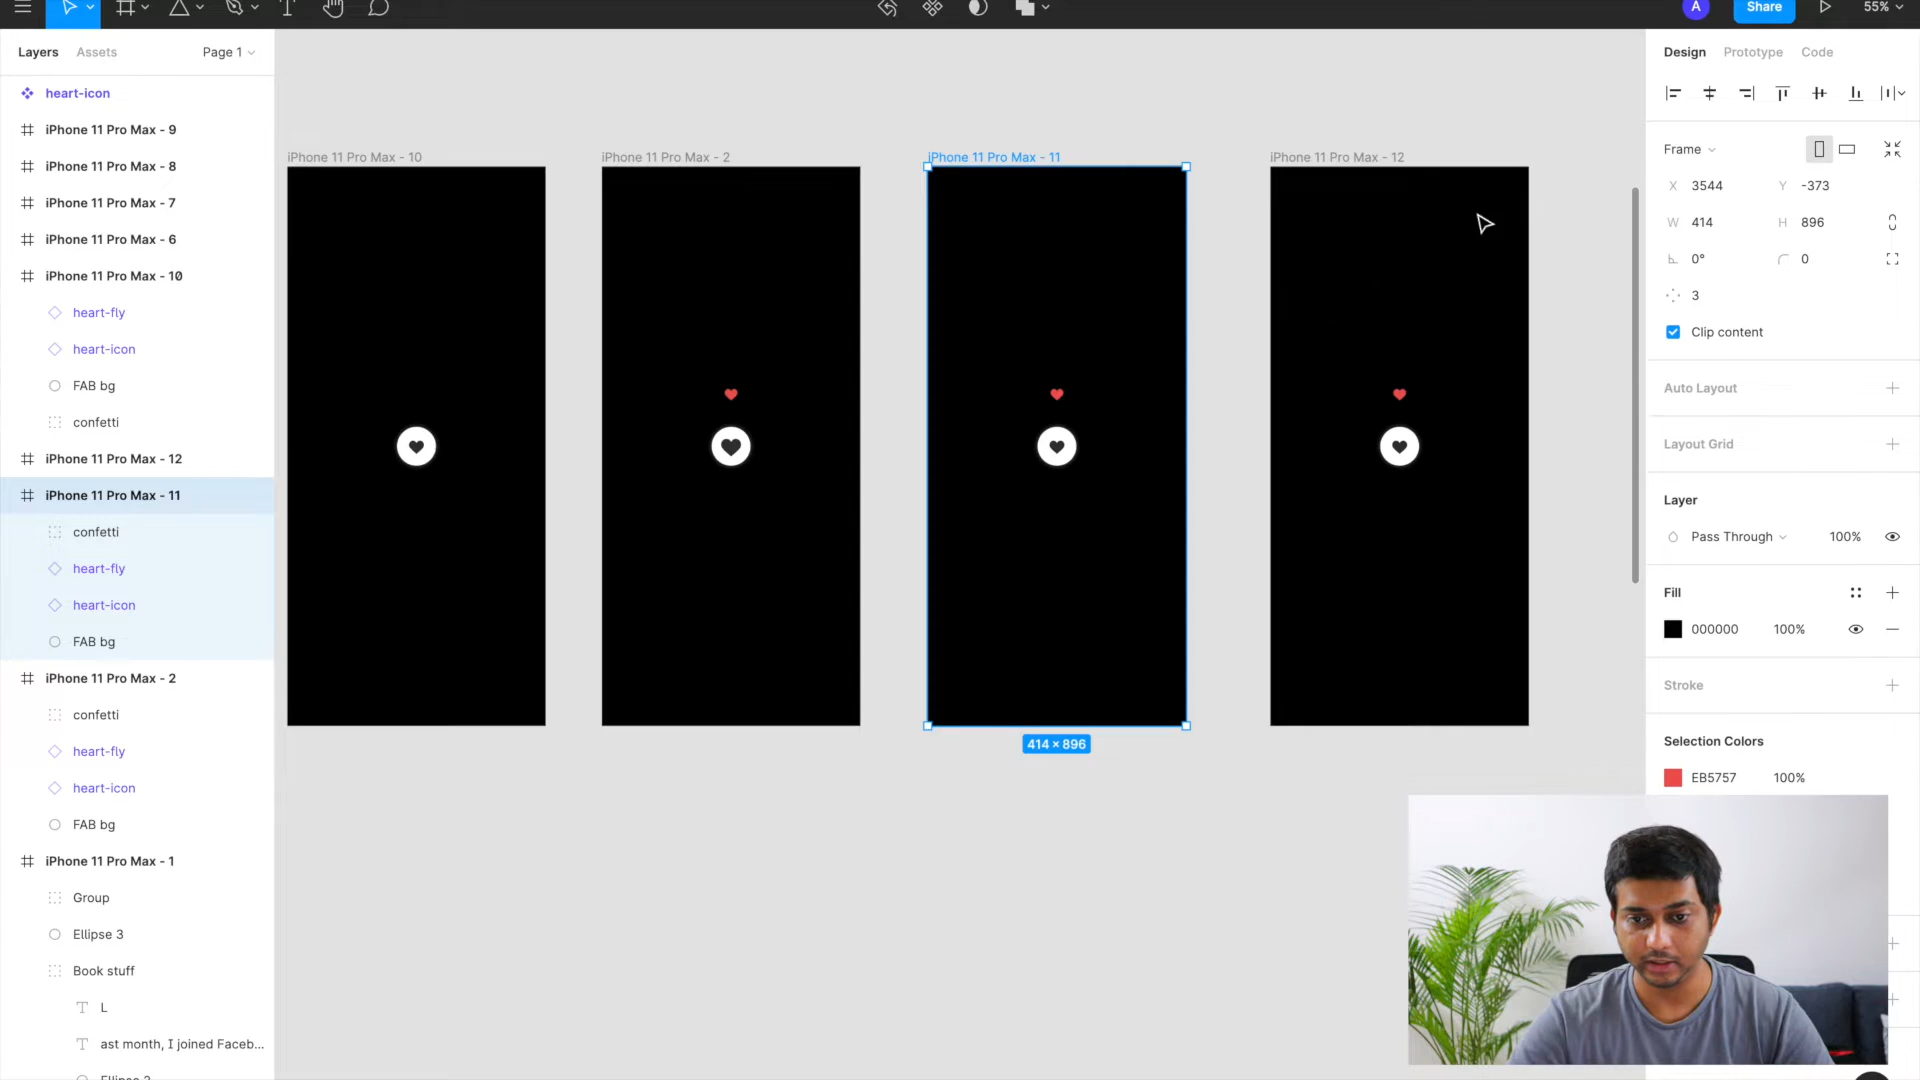 Share
55%
Layers
Assets
Page 1
heart-icon
iPhone 11 Pro Max - 9
iPhone 11 Pro Max - 8
iPhone 11 Pro Max - 7
iPhone 11 Pro Max - 6
iPhone 11 Pro Max - 10
heart-fly
heart-icon
FAB bg
confetti
iPhone 11 Pro Max - 12
iPhone 11 Pro Max - 11
confetti
heart-fly
heart-icon
FAB bg
iPhone 11 Pro Max - 2
confetti
heart-fly
heart-icon
FAB bg
iPhone 11 Pro Max - 1
Group
Ellipse 3
Book stuff
L
ast month, I joined Faceb...
iPhone 11 Pro Max - 10
iPhone 11 Pro Max - 2
iPhone 11 Pro Max - 11
iPhone 11 Pro Max - 12
414 × 896
A
Design
Prototype
Code
Frame
X 3544
Y -373
W 414
H 896
0°
0
3
Clip content
Auto Layout
Layout Grid
Layer
Pass Through
100%
Fill
000000
100%
Stroke
Selection Colors
EB5757
100%